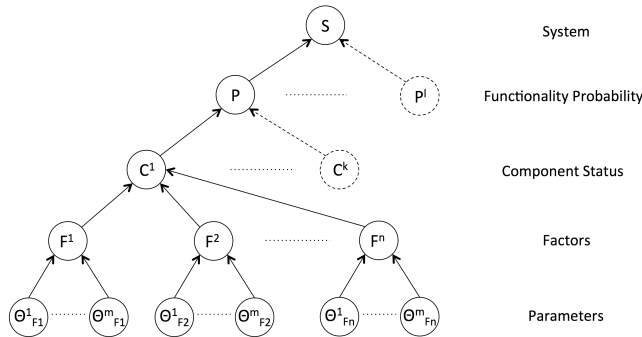 S System
P P^l Functionality Probability
C^1 C^k Component Status
F^1 F^2 F^n Factors
Θ^1_F1 Θ^m_F1 Θ^1_F2 Θ^m_F2 Θ^1_Fn Θ^m_Fn Parameters